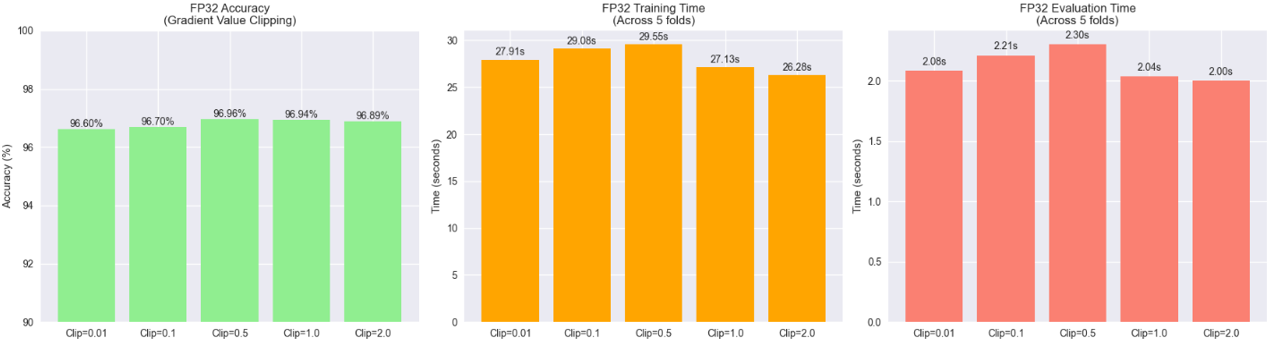 FP32 Accuracy
(Gradient Value Clipping)
100
98
96
94
92
90
Accuracy (%)
96.60%
96.70%
96.96%
96.94%
96.89%
Clip=0.01
Clip=0.1
Clip=0.5
Clip=1.0
Clip=2.0
FP32 Training Time
(Across 5 folds)
30
25
20
15
10
5
0
Time (seconds)
27.91s
29.08s
29.55s
27.13s
26.28s
Clip=0.01
Clip=0.1
Clip=0.5
Clip=1.0
Clip=2.0
FP32 Evaluation Time
(Across 5 folds)
2.0
1.5
1.0
0.5
0.0
Time (seconds)
2.08s
2.21s
2.30s
2.04s
2.00s
Clip=0.01
Clip=0.1
Clip=0.5
Clip=1.0
Clip=2.0